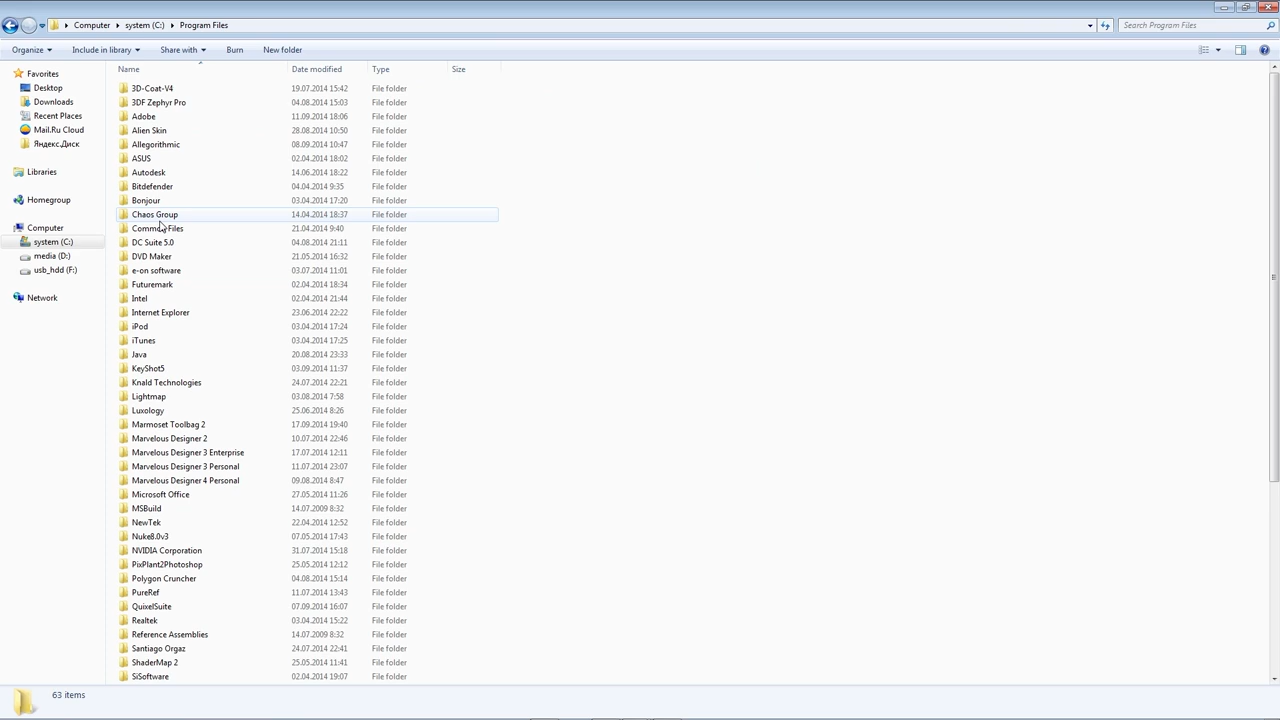 Computer system (C:) Program Files Search Program Files
Organize Include in library Share with Burn New folder
Name Date modified Type Size
Favorites
Desktop
Downloads
Recent Places
Mail.Ru Cloud
Яндекс.Диск
Libraries
Homegroup
Computer
system (C:)
media (D:)
usb_hdd (F:)
Network
3D-Coat-V4 19.07.2014 15:42 File folder
3DF Zephyr Pro 04.08.2014 15:03 File folder
Adobe 11.09.2014 18:06 File folder
Alien Skin 28.08.2014 10:50 File folder
Allegorithmic 08.09.2014 10:47 File folder
ASUS 02.04.2014 18:02 File folder
Autodesk 14.06.2014 18:22 File folder
Bitdefender 04.04.2014 9:35 File folder
Bonjour 03.04.2014 17:20 File folder
Chaos Group 14.04.2014 18:37 File folder
Common Files 21.04.2014 9:40 File folder
DC Suite 5.0 04.08.2014 21:11 File folder
DVD Maker 21.05.2014 16:32 File folder
e-on software 03.07.2014 11:01 File folder
Futuremark 02.04.2014 18:34 File folder
Intel 02.04.2014 21:44 File folder
Internet Explorer 23.06.2014 22:22 File folder
iPod 03.04.2014 17:24 File folder
iTunes 03.04.2014 17:25 File folder
Java 20.08.2014 23:33 File folder
KeyShot5 03.09.2014 11:37 File folder
Knald Technologies 24.07.2014 22:21 File folder
Lightmap 03.08.2014 7:58 File folder
Luxology 25.06.2014 8:26 File folder
Marmoset Toolbag 2 17.09.2014 19:40 File folder
Marvelous Designer 2 10.07.2014 22:46 File folder
Marvelous Designer 3 Enterprise 17.07.2014 12:11 File folder
Marvelous Designer 3 Personal 11.07.2014 23:07 File folder
Marvelous Designer 4 Personal 09.08.2014 8:47 File folder
Microsoft Office 27.05.2014 11:26 File folder
MSBuild 14.07.2009 8:32 File folder
NewTek 22.04.2014 12:52 File folder
Nuke8.0v3 07.05.2014 17:43 File folder
NVIDIA Corporation 31.07.2014 15:18 File folder
PixPlant2Photoshop 25.05.2014 12:12 File folder
Polygon Cruncher 04.08.2014 15:14 File folder
PureRef 11.07.2014 13:43 File folder
QuixelSuite 07.09.2014 16:07 File folder
Realtek 03.04.2014 15:22 File folder
Reference Assemblies 14.07.2009 8:32 File folder
Santiago Orgaz 24.07.2014 22:41 File folder
ShaderMap 2 25.05.2014 11:41 File folder
SiSoftware 02.04.2014 19:07 File folder
63 items